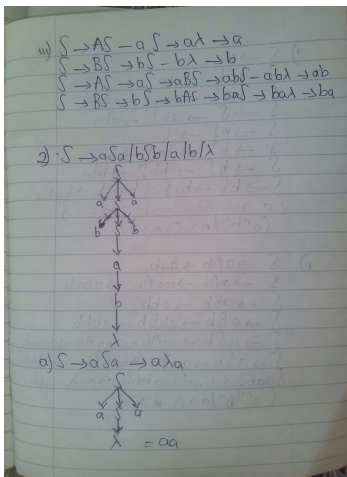 iii) S → AS – aS → aλ → a
S → BS → bS – bλ → b
S → AS → aS → aBS → abS – abλ → ab
S → BS → bS → bAS → baS → baλ → ba
2) S → aSa/bSb/a/b/λ
S
a S a
b S b
a
b
λ
a) S → aSa → aλa
S
a S a
λ = aa